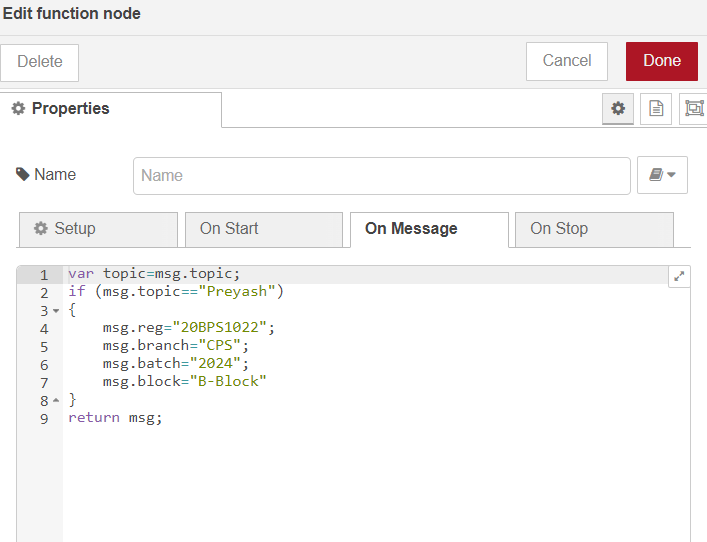 Edit function node
Delete
Cancel
Done
Properties
Name
Name
Setup
On Start
On Message
On Stop
1 var topic=msg.topic;
2 if (msg.topic=="Preyash")
3 {
4     msg.reg="20BPS1022";
5     msg.branch="CPS";
6     msg.batch="2024";
7     msg.block="B-Block"
8 }
9 return msg;